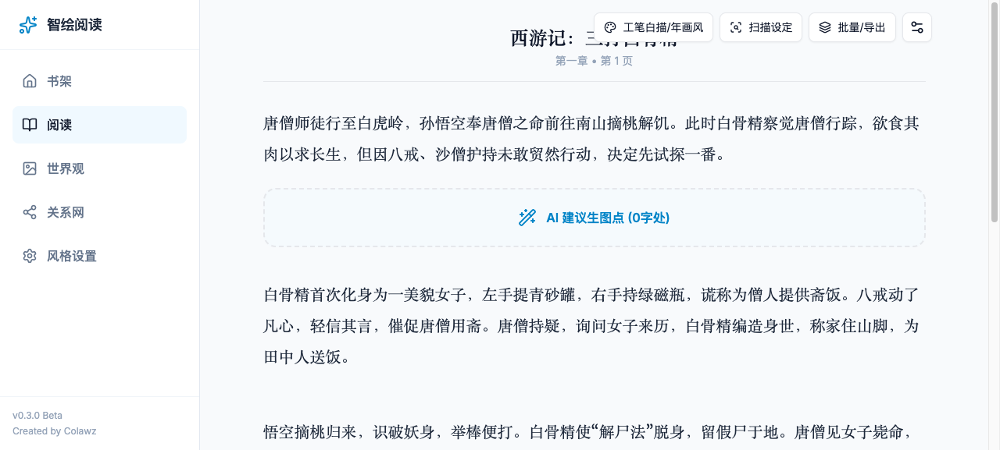 智绘阅读
书架
阅读
世界观
关系网
风格设置
v0.3.0 Beta
Created by Colawz
工笔白描/年画风
扫描设定
批量/导出
西游记：三打白骨精
第一章 • 第 1 页
唐僧师徒行至白虎岭，孙悟空奉唐僧之命前往南山摘桃解饥。此时白骨精察觉唐僧行踪，欲食其
肉以求长生，但因八戒、沙僧护持未敢贸然行动，决定先试探一番。
AI 建议生图点 (0字处)
白骨精首次化身为一美貌女子，左手提青砂罐，右手持绿磁瓶，谎称为僧人提供斋饭。八戒动了
凡心，轻信其言，催促唐僧用斋。唐僧持疑，询问女子来历，白骨精编造身世，称家住山脚，为
田中人送饭。
悟空摘桃归来，识破妖身，举棒便打。白骨精使“解尸法”脱身，留假尸于地。唐僧见女子毙命，